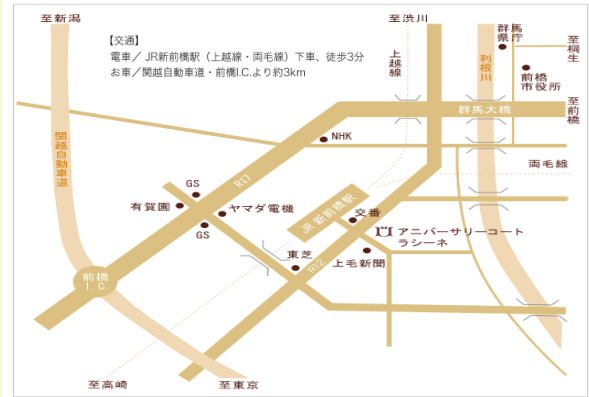 至新潟
至渋川
【交通】
電車／JR新前橋駅（上越線・両毛線）下車、徒歩3分
お車／関越自動車道・前橋I.C.より約3km
上越線
利根川
群馬県庁
至桐生
前橋市役所
至前橋
群馬大橋
NHK
関越自動車道
両毛線
R17
GS
有賀園
ヤマダ電機
GS
JR 新前橋駅
交番
アニバーサリーコート
ラシーネ
上毛新聞
東芝
R12
前橋
I.C.
至高崎
至東京